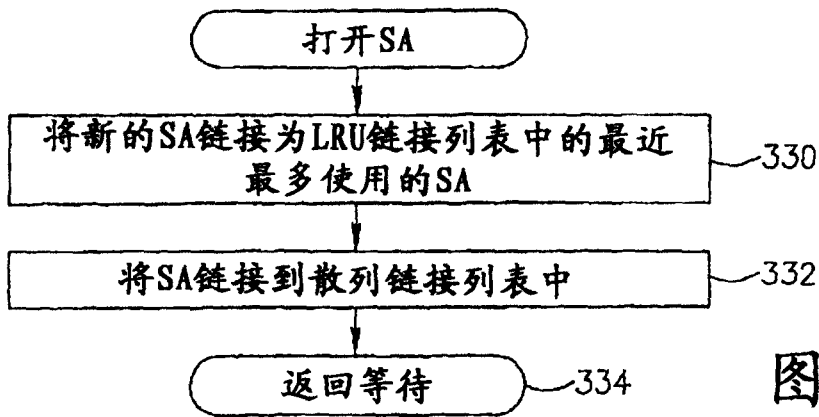 打开SA
将新的SA链接为LRU链接列表中的最近
最多使用的SA
330
将SA链接到散列链接列表中
332
返回等待
334
图